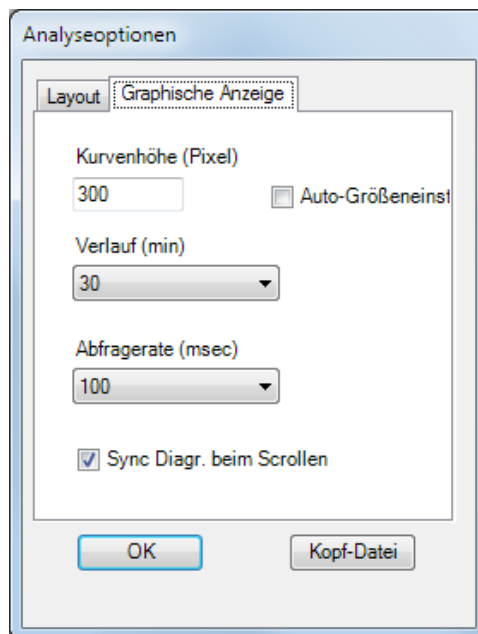 Analyseoptionen
Layout Graphische Anzeige
Kurvenhöhe (Pixel)
300 Auto-Größeneinst
Verlauf (min)
30
Abfragerate (msec)
100
Sync Diagr. beim Scrollen
OK Kopf-Datei